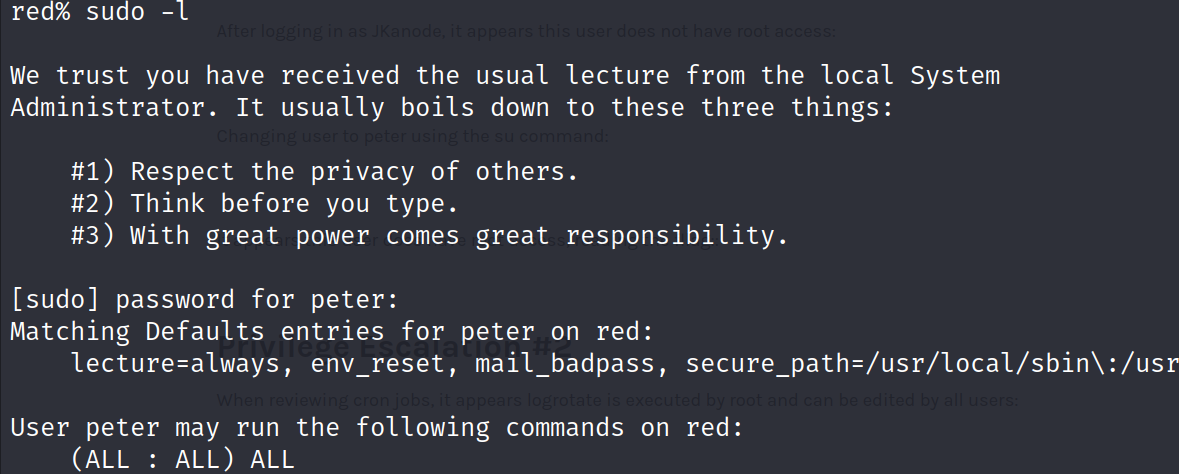 red% sudo -l
After logging in as JKanode, it appears this user does not have root access:
We trust you have received the usual lecture from the local System
Administrator. It usually boils down to these three things:
Changing user to peter using the su command:
#1) Respect the privacy of others.
#2) Think before you type.
#3) With great power comes great responsibility.
[sudo] password for peter:
Matching Defaults entries for peter on red:
Privilege Escalation #2
lecture=always, env_reset, mail_badpass, secure_path=/usr/local/sbin\:/usr
When reviewing cron jobs, it appears logrotate is executed by root and can be edited by all users:
User peter may run the following commands on red:
(ALL : ALL) ALL